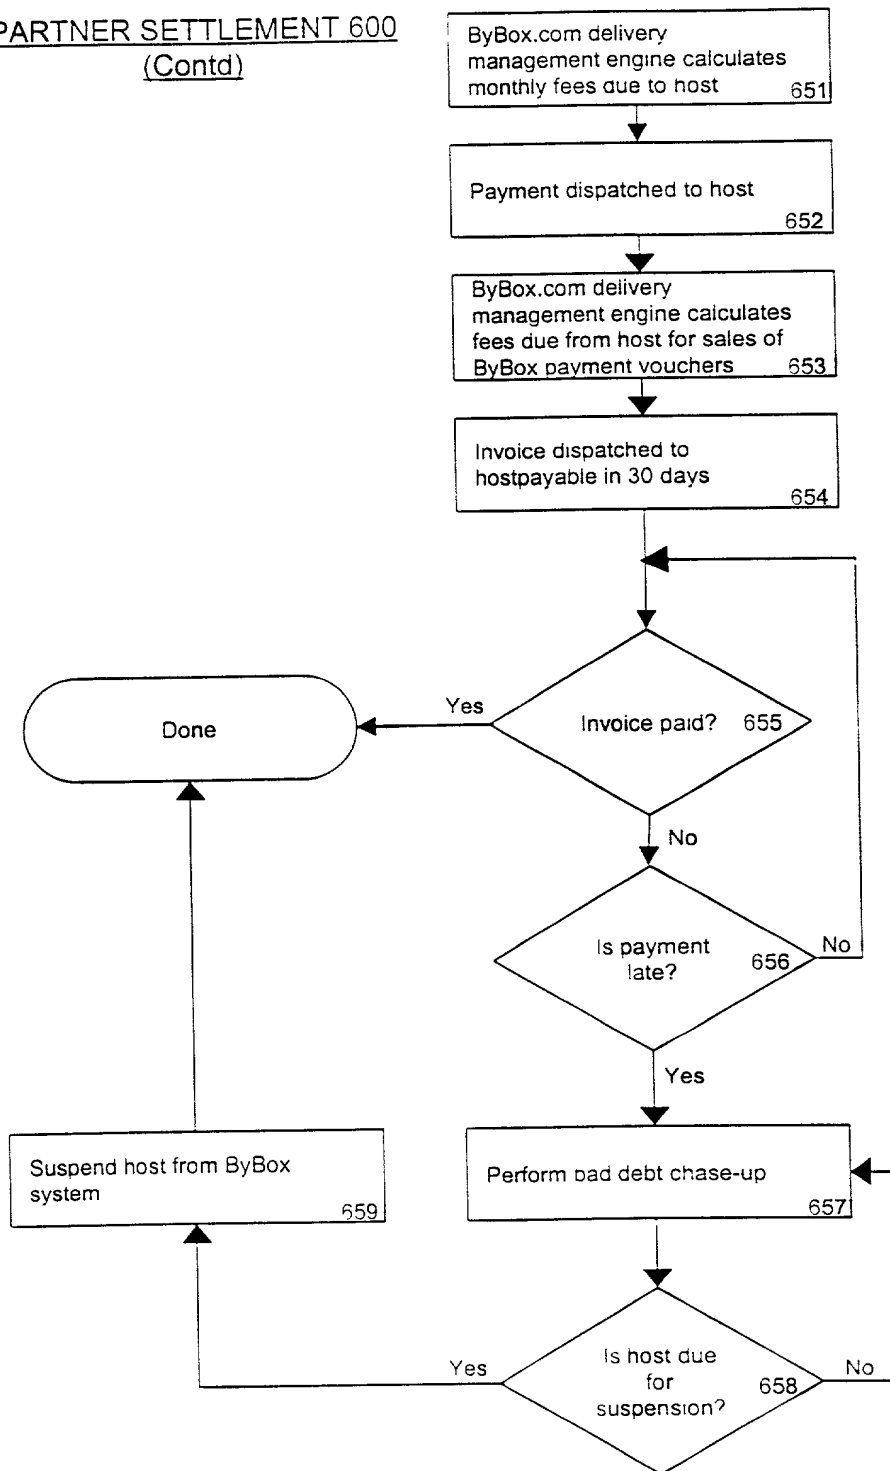 PARTNER SETTLEMENT 600
(Contd)
ByBox.com delivery
management engine calculates
monthly fees due to host
651
Payment dispatched to host
652
ByBox.com delivery
management engine calculates
fees due from host for sales of
ByBox payment vouchers
653
Invoice dispatched to
hostpayable in 30 days
654
Invoice paid? 655
Yes
Done
No
Is payment
late?
656
No
Yes
Perform bad debt chase-up
657
Suspend host from ByBox
system
659
Is host due
for
suspension?
658
Yes
No